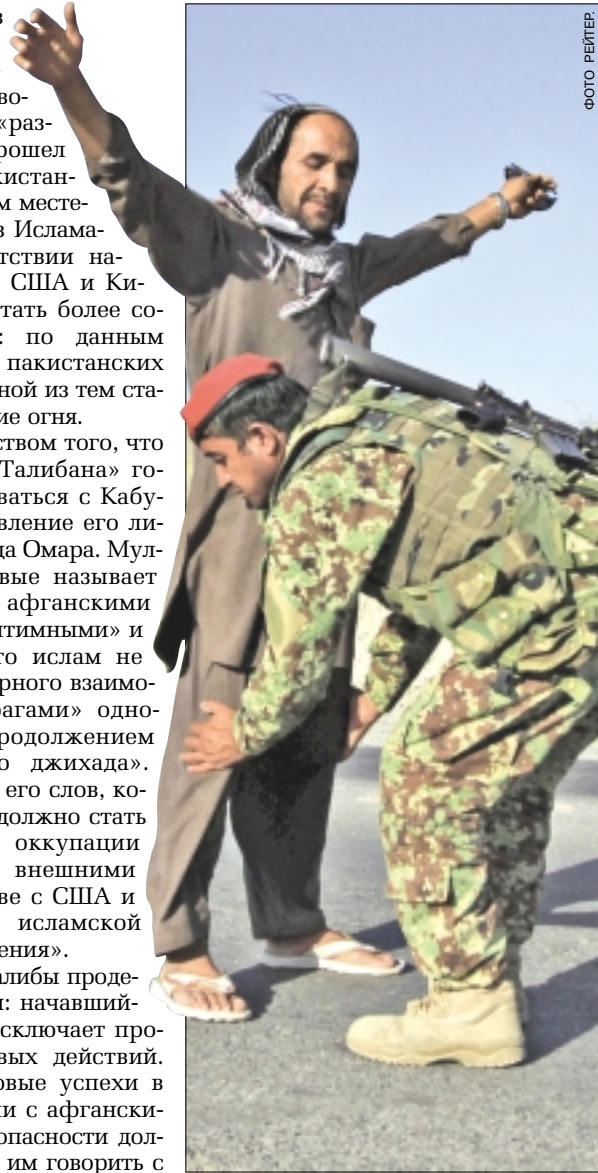 в
во-
«раз-
рошел
кистан-
м месте-
вИслама-
тствии на-
США и Ки-
тать более со-
: по данным
пакистанских
ной из тем ста-
ие огня.
ством того, что
Талибана» го-
ваться с Кабу-
вление его ли-
да Омара. Мул-
вые называет
афганскими
итимными» и
то ислам не
рного взаимо-
рагами» одно-
родолжением
о джихада».
его слов, ко-
должно стать
оккупации
внешними
ве с США и
исламской
ения».
алибы проде-
и: начавший-
сключает про-
вых действий.
овые успехи в
ии с афгански-
опасности дол-
им говорить с
ФОТО РЕЙТЕР.